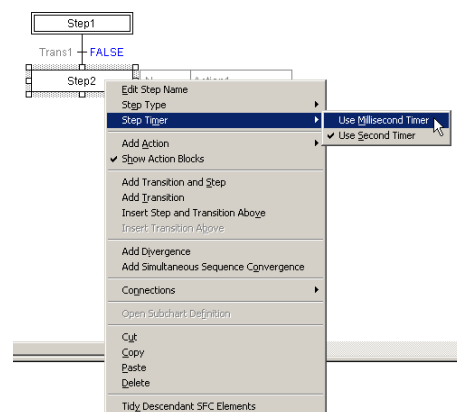 Step1
Trans1 FALSE
Step2
Edit Step Name
Step Type
Step Timer
Use Millisecond Timer
Use Second Timer
Add Action
Show Action Blocks
Add Transition and Step
Add Transition
Insert Step and Transition Above
Insert Transition Above
Add Divergence
Add Simultaneous Sequence Convergence
Connections
Open Subchart Definition
Cut
Copy
Paste
Delete
Tidy Descendant SFC Elements